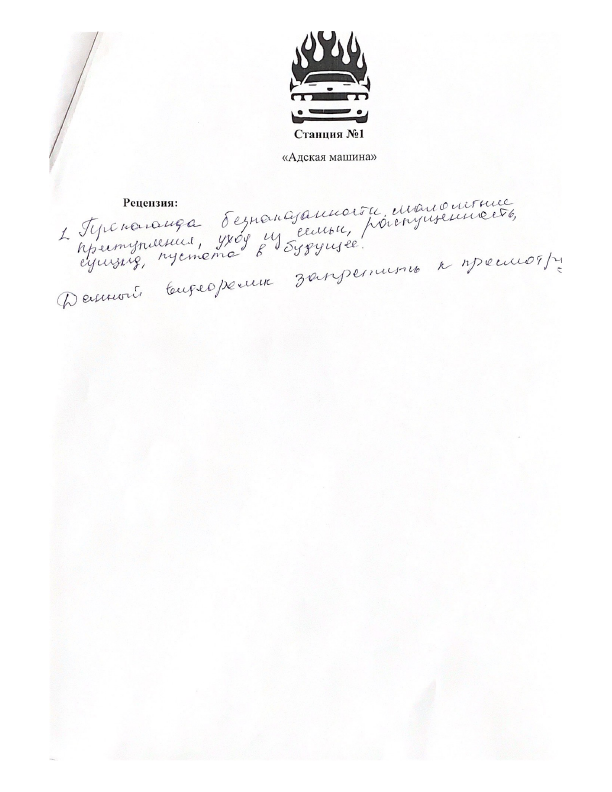 Станция №1
«Адская машина»
Рецензия:
1. Пропаганда безнаказанности. малолетние
преступления, уход из семьи, распущенность,
суицид, пустота в будущее.
Данный видеоролик запретить к просмотру